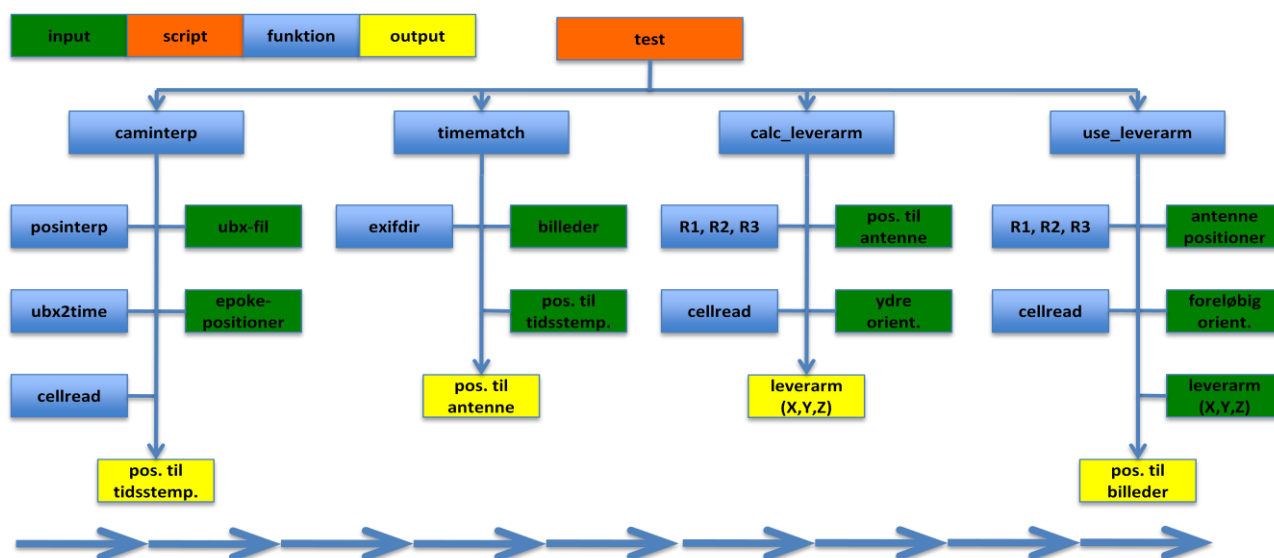 input
script
funktion
output
test
caminterp
timematch
calc_leverarm
use_leverarm
posinterp
ubx-fil
exifdir
billeder
R1, R2, R3
pos. til
antenne
R1, R2, R3
antenne
positioner
ubx2time
epoke-
positioner
pos. til
tidsstemp.
cellread
ydre
orient.
cellread
foreløbig
orient.
cellread
pos. til
antenne
leverarm
(X,Y,Z)
leverarm
(X,Y,Z)
pos. til
tidsstemp.
pos. til
billeder